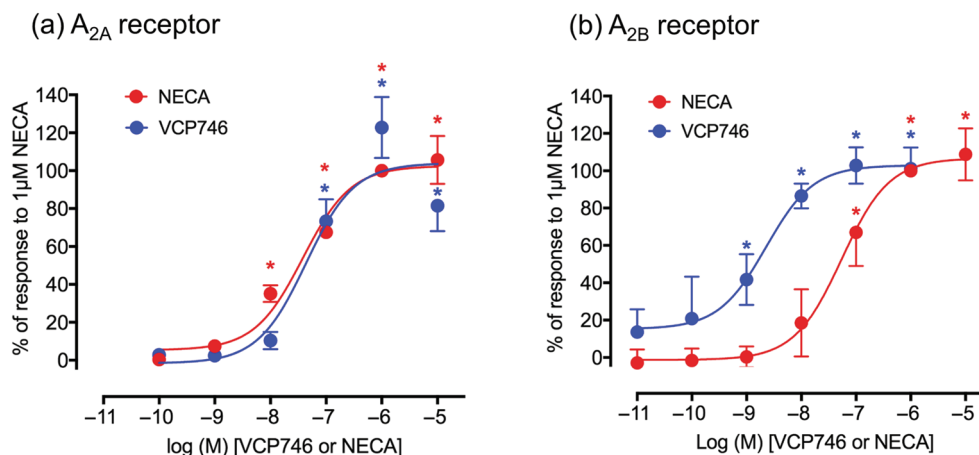 (a) A2A receptor
NECA
VCP746
140
120
100
80
60
40
20
0
% of response to 1µM NECA
* * * * * * * *
−11 −10 −9 −8 −7 −6 −5
log (M) [VCP746 or NECA]
(b) A2B receptor
NECA
VCP746
140
120
100
80
60
40
20
0
% of response to 1µM NECA
* * * * * * *
−11 −10 −9 −8 −7 −6 −5
Log (M) [VCP746 or NECA]